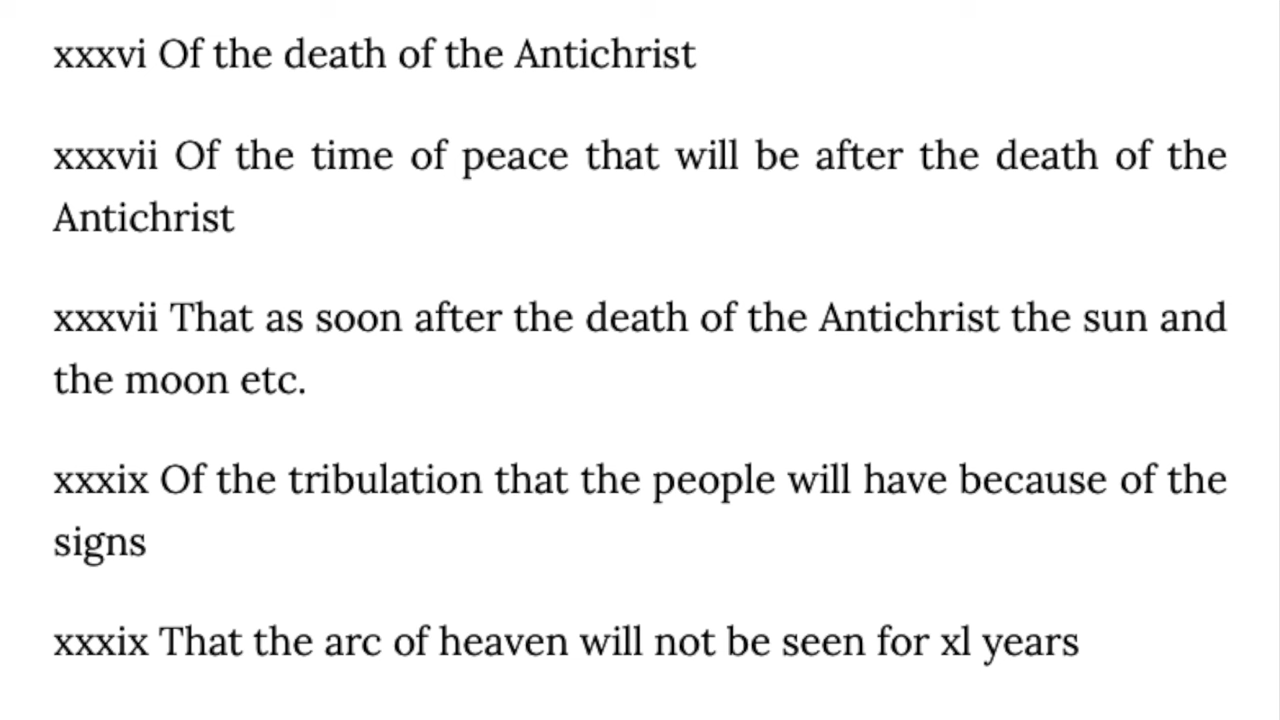 xxxvi Of the death of the Antichrist
xxxvii Of the time of peace that will be after the death of the
Antichrist
xxxvii That as soon after the death of the Antichrist the sun and
the moon etc.
xxxix Of the tribulation that the people will have because of the
signs
xxxix That the arc of heaven will not be seen for xl years